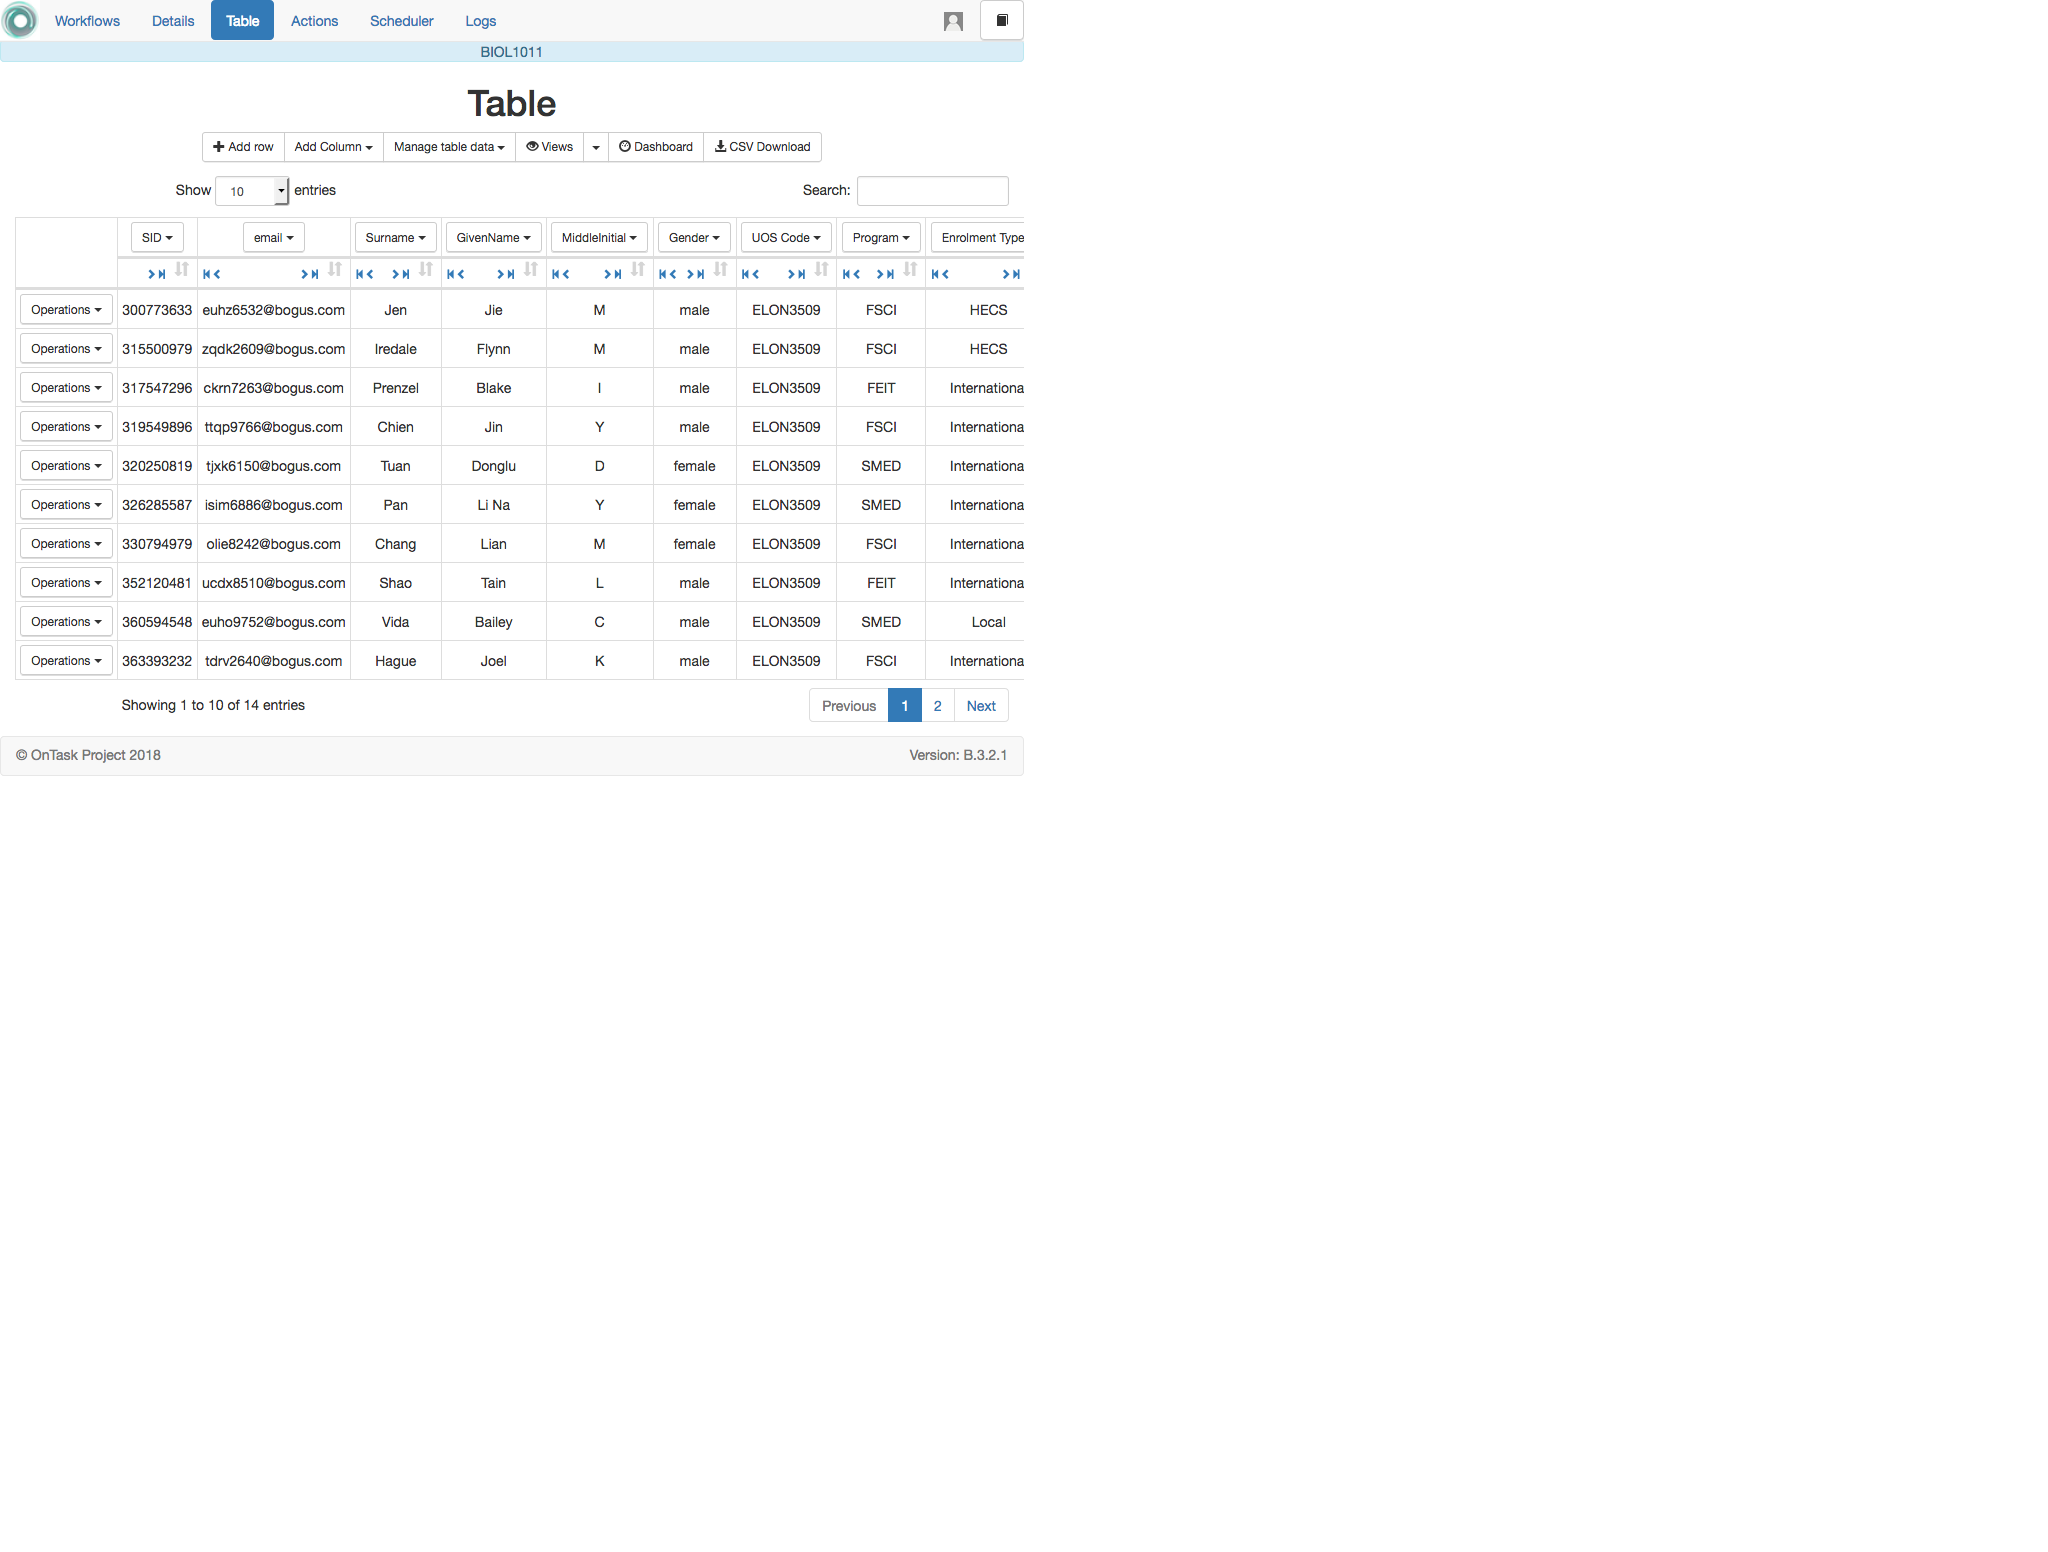 Workflows Details Table Actions Scheduler Logs
BIOL1011
Table
Add row Add Column Manage table data Views Dashboard CSV Download
Show 10 entries Search:
SID email Surname GivenName MiddleInitial Gender UOS Code Program Enrolment Type
Operations 300773633 euhz6532@bogus.com Jen Jie M male ELON3509 FSCI HECS
Operations 315500979 zqdk2609@bogus.com Iredale Flynn M male ELON3509 FSCI HECS
Operations 317547296 ckrn7263@bogus.com Prenzel Blake I male ELON3509 FEIT Internationa
Operations 319549896 ttqp9766@bogus.com Chien Jin Y male ELON3509 FSCI Internationa
Operations 320250819 tjxk6150@bogus.com Tuan Donglu D female ELON3509 SMED Internationa
Operations 326285587 isim6886@bogus.com Pan Li Na Y female ELON3509 SMED Internationa
Operations 330794979 olie8242@bogus.com Chang Lian M female ELON3509 FSCI Internationa
Operations 352120481 ucdx8510@bogus.com Shao Tain L male ELON3509 FEIT Internationa
Operations 360594548 euho9752@bogus.com Vida Bailey C male ELON3509 SMED Local
Operations 363393232 tdrv2640@bogus.com Hague Joel K male ELON3509 FSCI Internationa
Showing 1 to 10 of 14 entries Previous 1 2 Next
© OnTask Project 2018 Version: B.3.2.1